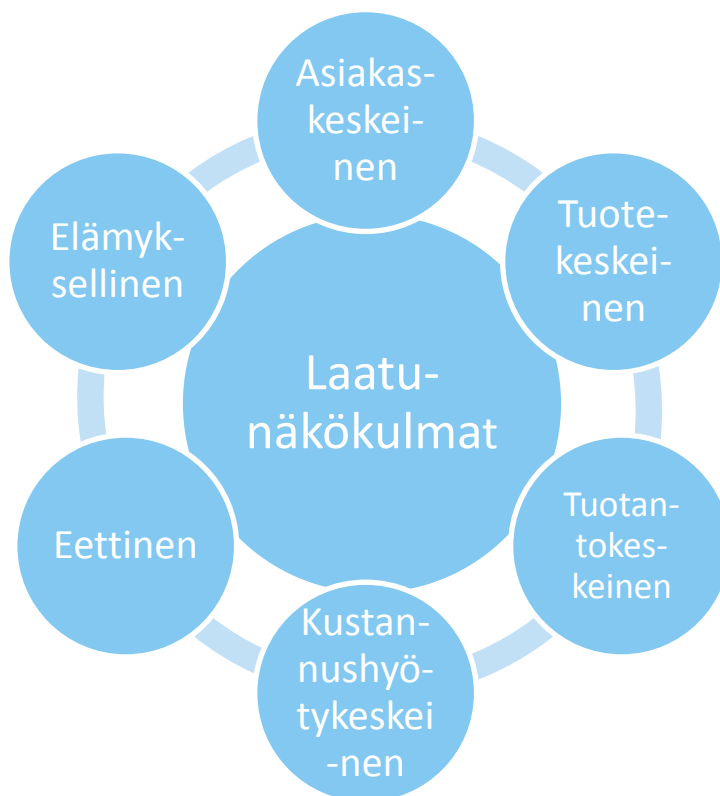 Asiakas-
keskei-
nen
Tuote-
keskei-
nen
Tuotan-
tokes-
keinen
Kustan-
nushyö-
tykeskei
-nen
Eettinen
Elämyk-
sellinen
Laatu-
näkökulmat